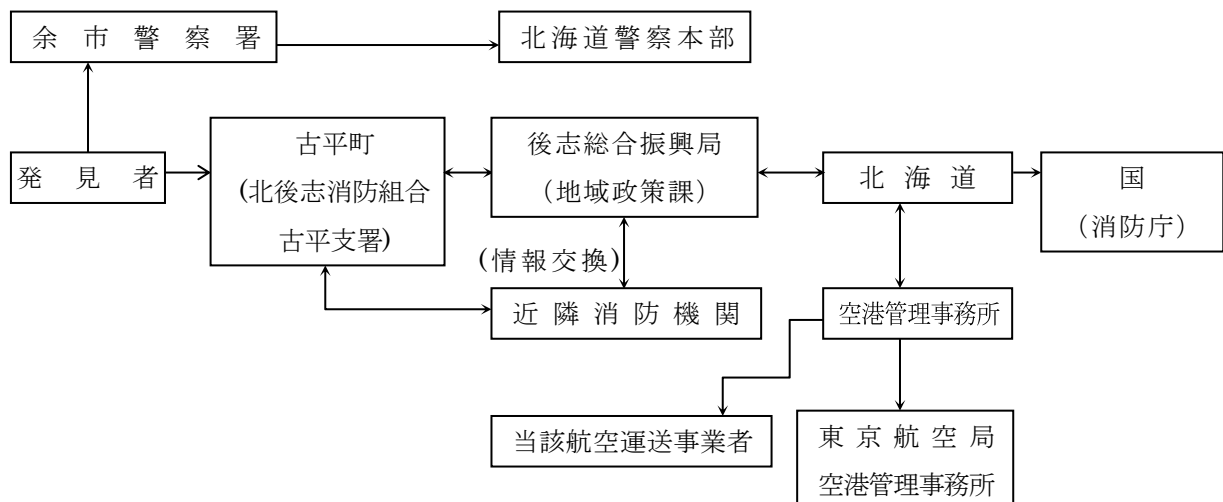 余市警察署
北海道警察本部
発見者
古平町
(北後志消防組合
古平支署)
後志総合振興局
(地域政策課)
北海道
国
(消防庁)
(情報交換)
近隣消防機関
空港管理事務所
当該航空運送事業者
東京航空局
空港管理事務所